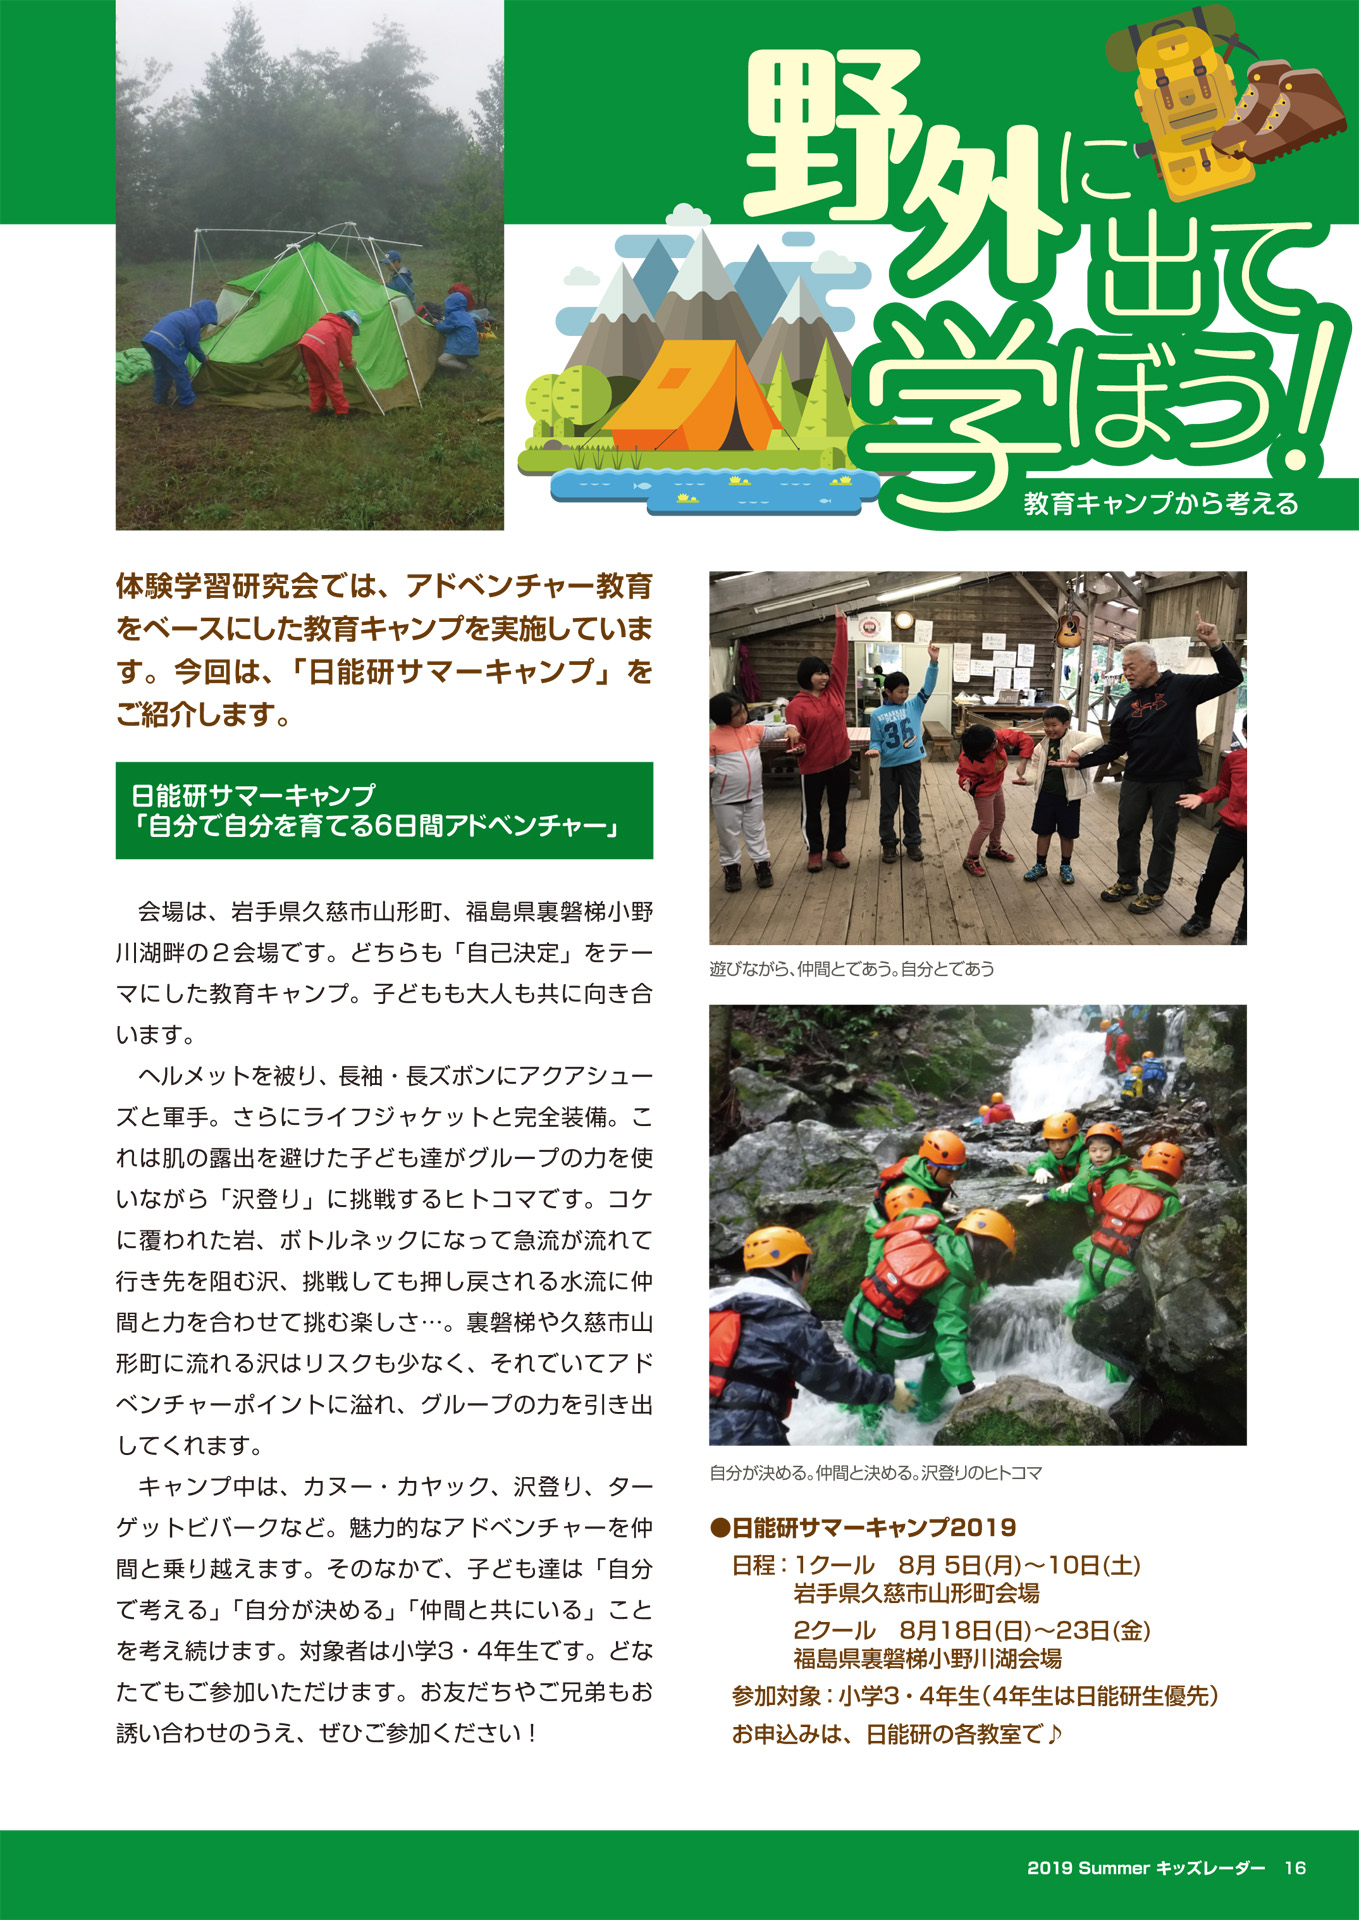 野外に
出て
学ぼう!
教育キャンプから考える
体験学習研究会では、アドベンチャー教育
をベースにした教育キャンプを実施していま
す。今回は、「日能研サマーキャンプ」を
ご紹介します。
日能研サマーキャンプ
「自分で自分を育てる6日間アドベンチャー」
会場は、岩手県久慈市山形町、福島県裏磐梯小野
川湖畔の2会場です。どちらも「自己決定」をテー
マにした教育キャンプ。子どもも大人も共に向き合
います。
ヘルメットを被り、長袖・長ズボンにアクアシュー
ズと軍手。さらにライフジャケットと完全装備。こ
れは肌の露出を避けた子ども達がグループの力を使
いながら「沢登り」に挑戦するヒトコマです。コケ
に覆われた岩、ボトルネックになって急流が流れて
行き先を阻む沢、挑戦しても押し戻される水流に仲
間と力を合わせて挑む楽しさ…。裏磐梯や久慈市山
形町に流れる沢はリスクも少なく、それでいてアド
ベンチャーポイントに溢れ、グループの力を引き出
してくれます。
キャンプ中は、カヌー・カヤック、沢登り、ター
ゲットビバークなど。魅力的なアドベンチャーを仲
間と乗り越えます。そのなかで、子ども達は「自分
で考える」「自分が決める」「仲間と共にいる」こと
を考え続けます。対象者は小学3・4年生です。どな
たでもご参加いただけます。お友だちやご兄弟もお
誘い合わせのうえ、ぜひご参加ください!
36
遊びながら、仲間とであう。自分とであう
自分が決める。仲間と決める。沢登りのヒトコマ
●日能研サマーキャンプ2019
日程:1クール 8月 5日(月)〜10日(土)
岩手県久慈市山形町会場
2クール 8月18日(日)〜23日(金)
福島県裏磐梯小野川湖会場
参加対象:小学3・4年生(4年生は日能研生優先)
お申込みは、日能研の各教室で♪
2019 Summer キッズレーダー 16